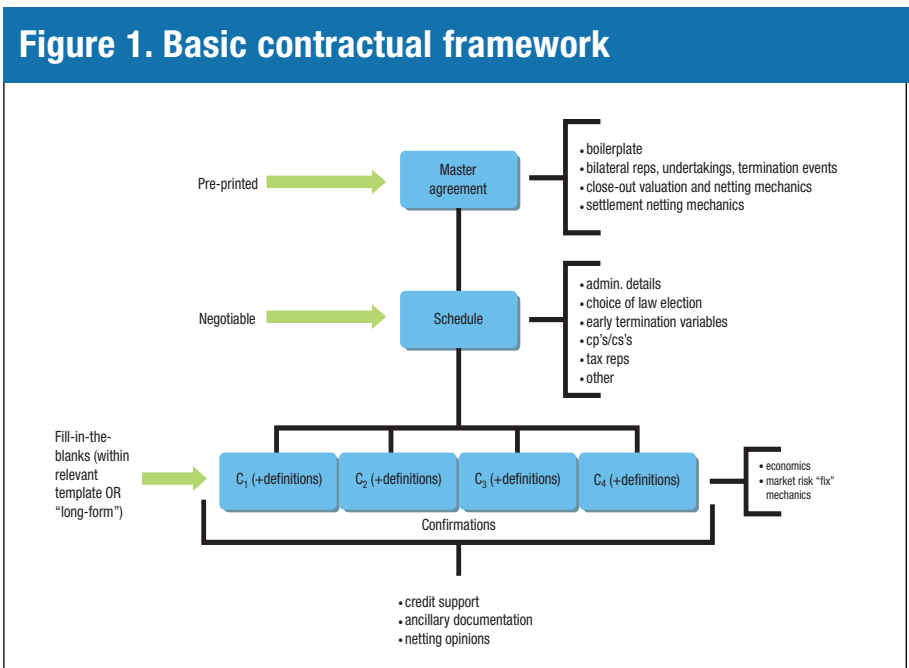 Figure 1. Basic contractual framework
Pre-printed
Master
agreement
• boilerplate
• bilateral reps, undertakings, termination events
• close-out valuation and netting mechanics
• settlement netting mechanics
Negotiable
Schedule
• admin. details
• choice of law election
• early termination variables
• cp's/cs's
• tax reps
• other
Fill-in-the-
blanks (within
relevant
template OR
“long-form”)
C₁ (+definitions)
C₂ (+definitions)
C₃ (+definitions)
C₄ (+definitions)
• economics
• market risk “fix”
mechanics
Confirmations
• credit support
• ancillary documentation
• netting opinions